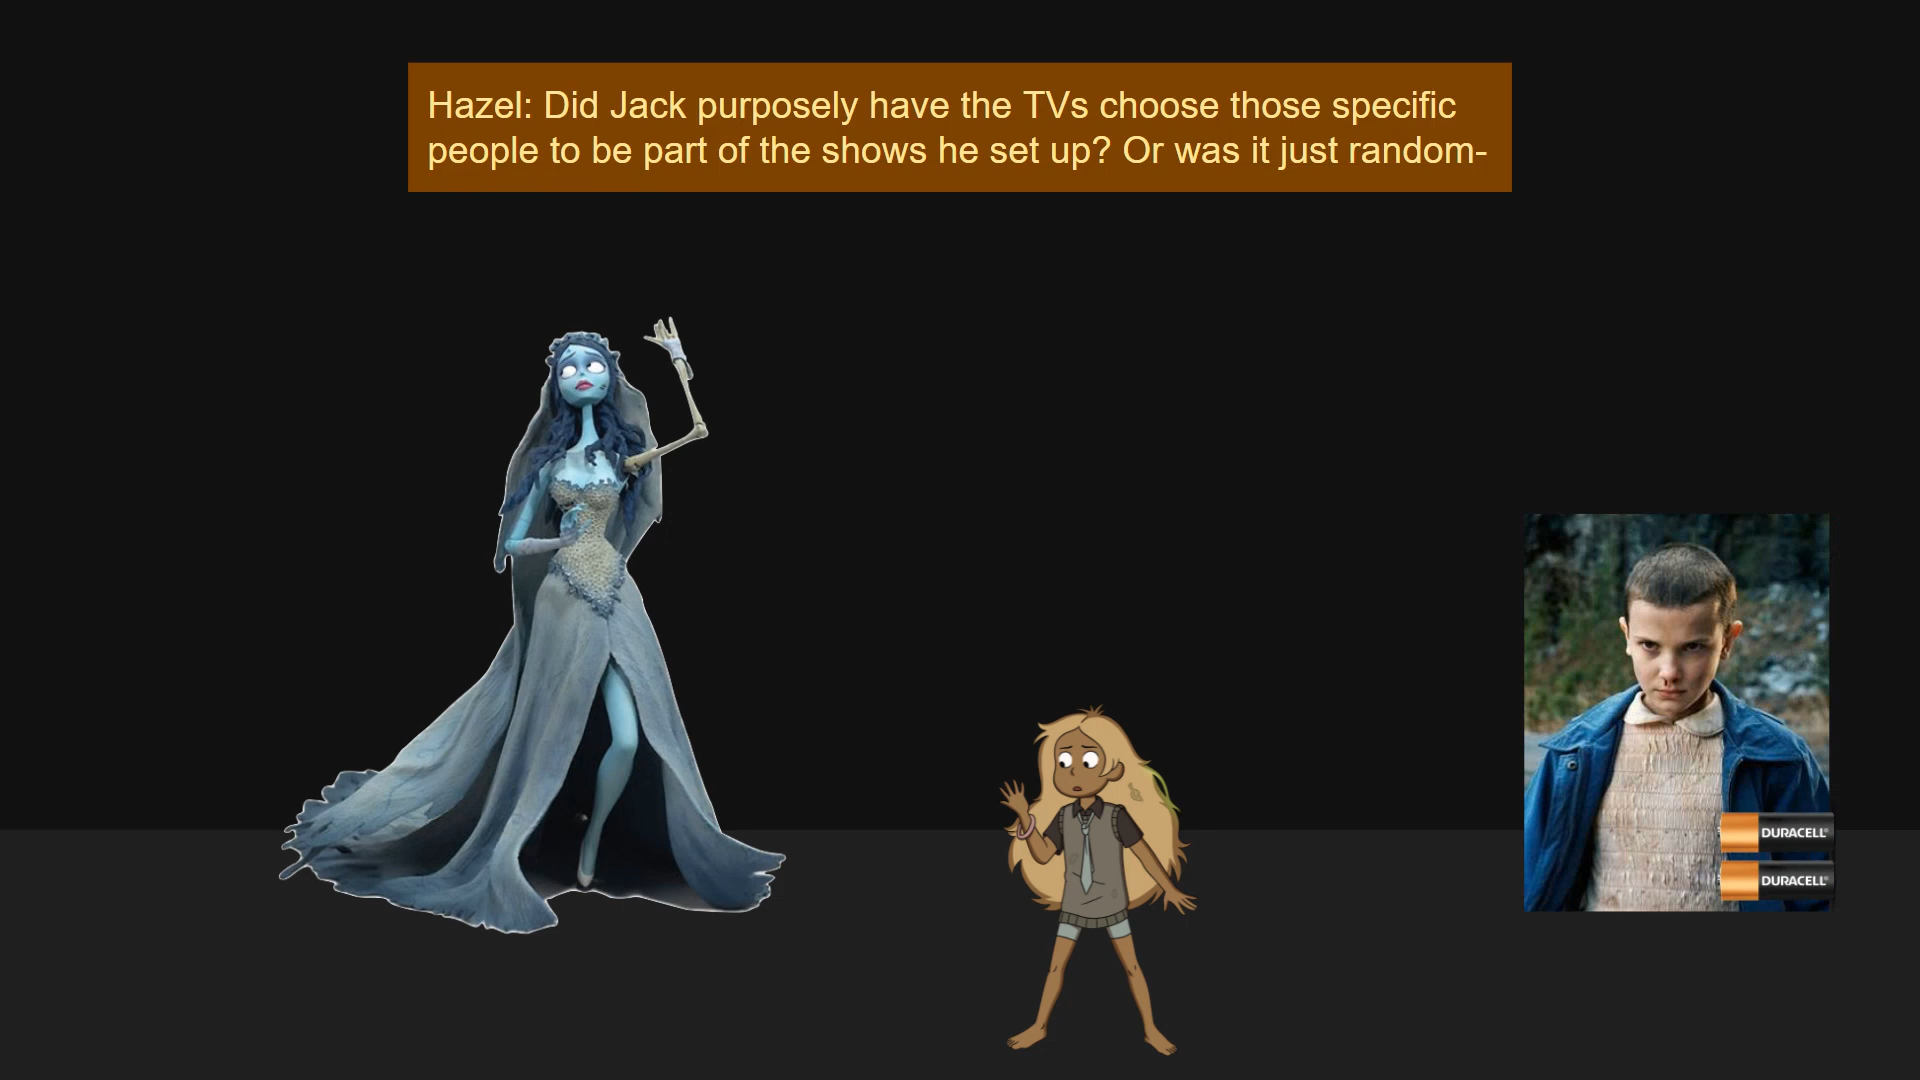 Hazel: Did Jack purposely have the TVs choose those specific
people to be part of the shows he set up? Or was it just random-
DURACELL
DURACELL